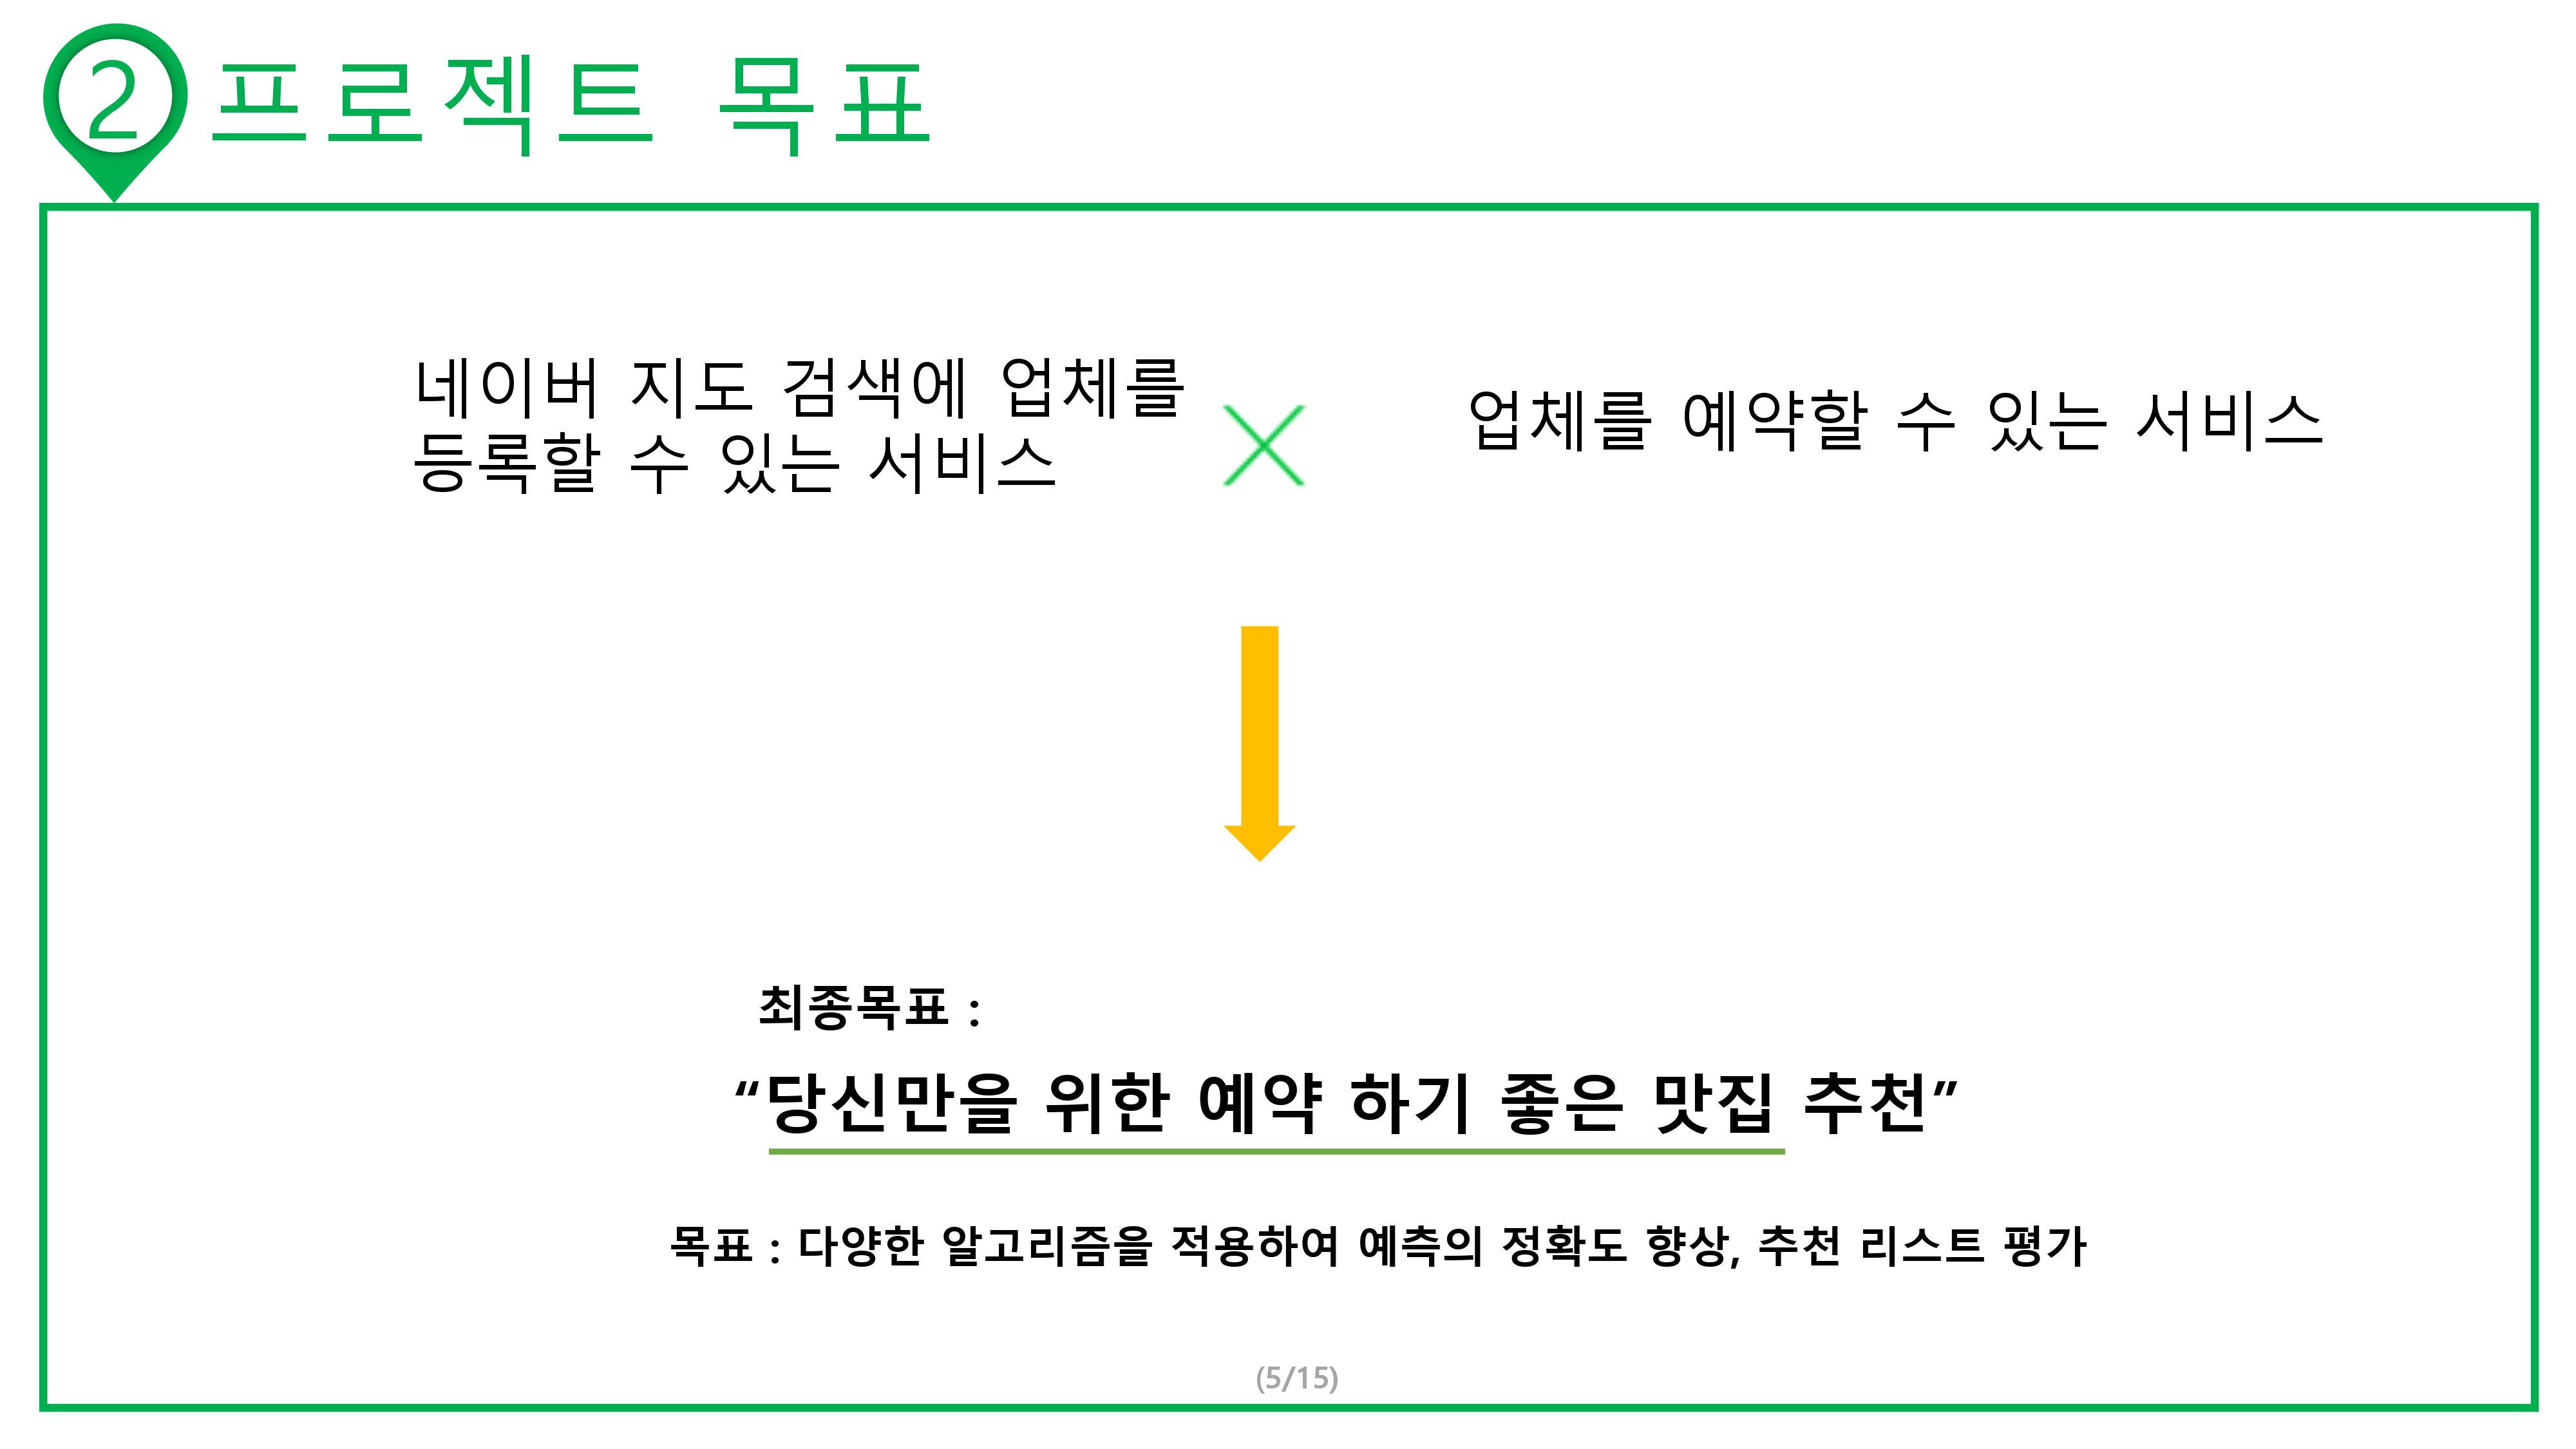 2
프로젝트 목표
네이버 지도 검색에 업체를
등록할 수 있는 서비스
업체를 예약할 수 있는 서비스
최종목표 :
“당신만을 위한 예약 하기 좋은 맛집 추천”
목표 : 다양한 알고리즘을 적용하여 예측의 정확도 향상, 추천 리스트 평가
(5/15)